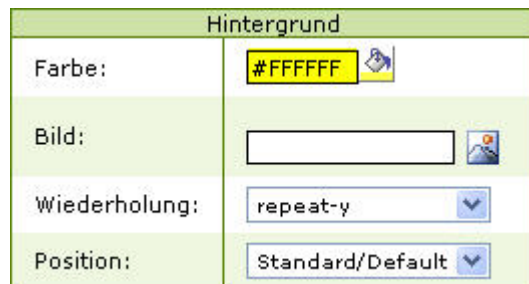 Hintergrund
Farbe: #FFFFFF
Bild:
Wiederholung: repeat-y
Position: Standard/Default